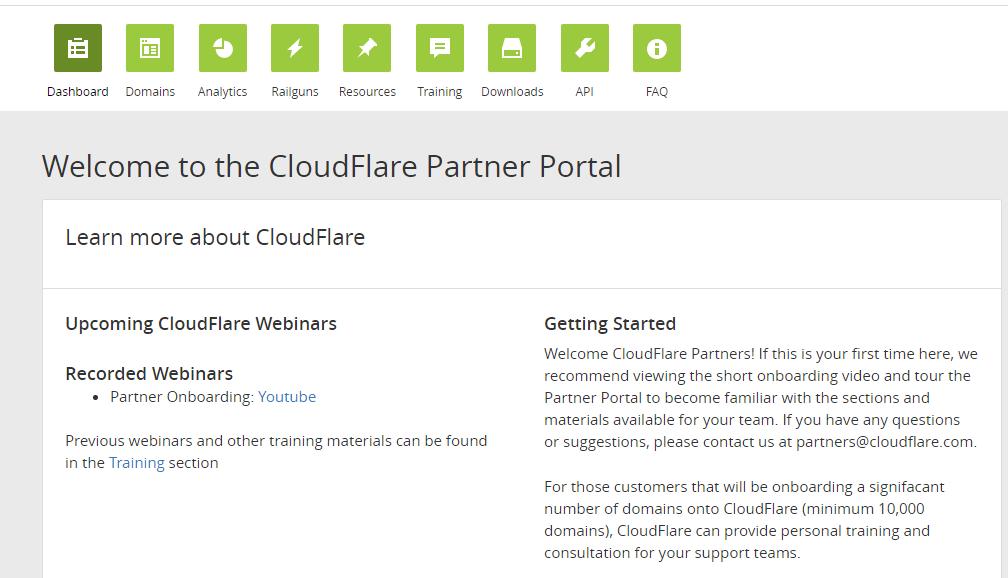 Dashboard Domains Analytics Railguns Resources Training Downloads API FAQ
Welcome to the CloudFlare Partner Portal
Learn more about CloudFlare
Upcoming CloudFlare Webinars
Recorded Webinars
Partner Onboarding: Youtube
Previous webinars and other training materials can be found
in the Training section
Getting Started
Welcome CloudFlare Partners! If this is your first time here, we
recommend viewing the short onboarding video and tour the
Partner Portal to become familiar with the sections and
materials available for your team. If you have any questions
or suggestions, please contact us at partners@cloudflare.com.
For those customers that will be onboarding a signifacant
number of domains onto CloudFlare (minimum 10,000
domains), CloudFlare can provide personal training and
consultation for your support teams.